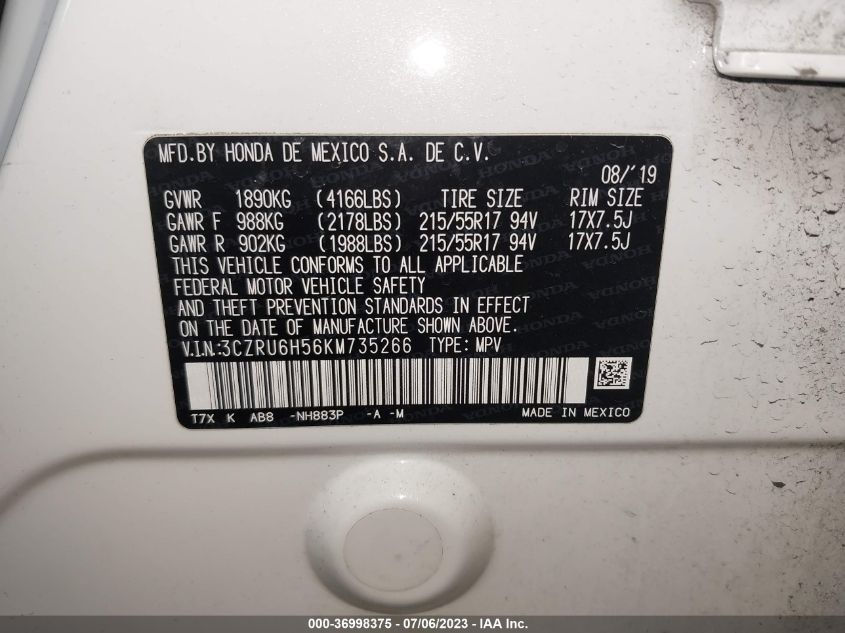 MFD.BY HONDA DE MEXICO S.A. DE C.V.
08/'19
GVWR 1890KG (4166LBS) TIRE SIZE RIM SIZE
GAWR F 988KG (2178LBS) 215/55R17 94V 17X7.5J
GAWR R 902KG (1988LBS) 215/55R17 94V 17X7.5J
THIS VEHICLE CONFORMS TO ALL APPLICABLE
FEDERAL MOTOR VEHICLE SAFETY
AND THEFT PREVENTION STANDARDS IN EFFECT
ON THE DATE OF MANUFACTURE SHOWN ABOVE.
V.I.N.:3CZRU6H56KM735266 TYPE: MPV
T7X K AB8 -NH883P -A -M MADE IN MEXICO
000-36998375 - 07/06/2023 - IAA Inc.